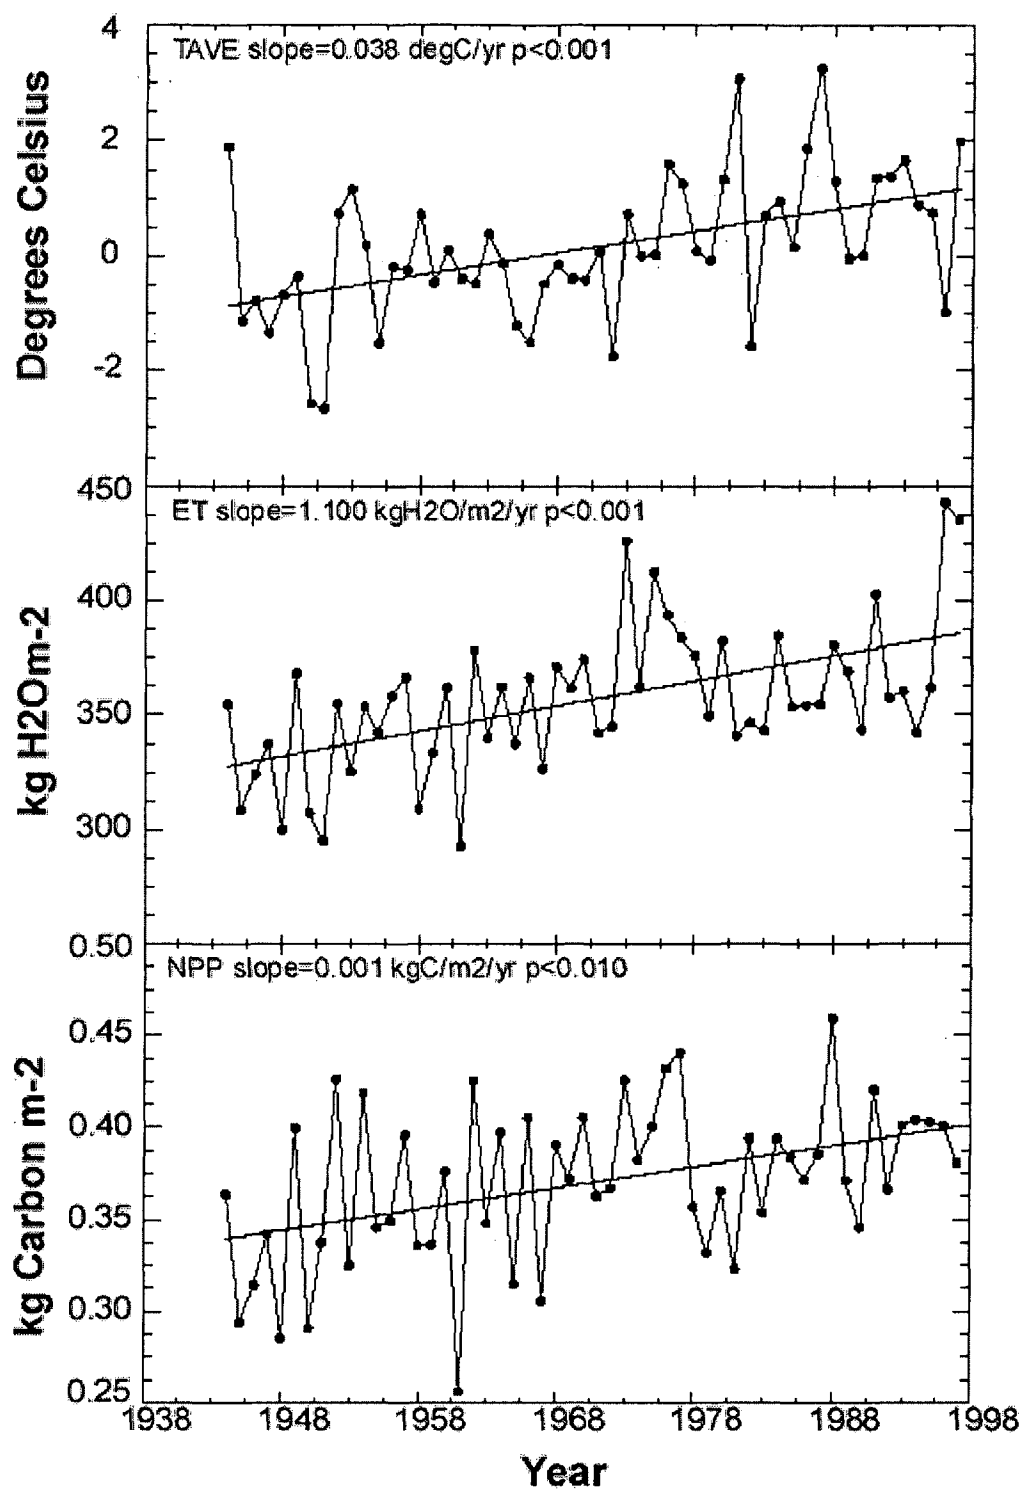 4
TAVE slope=0.038 degC/yr p<0.001
2
0
-2
Degrees Celsius
450
ET slope=1.100 kgH2O/m2/yr p<0.001
400
350
300
kg H2Om-2
0.50
NPP slope=0.001 kgC/m2/yr p<0.010
0.45
0.40
0.35
0.30
0.25
kg Carbon m-2
1938 1948 1958 1968 1978 1988 1998
Year